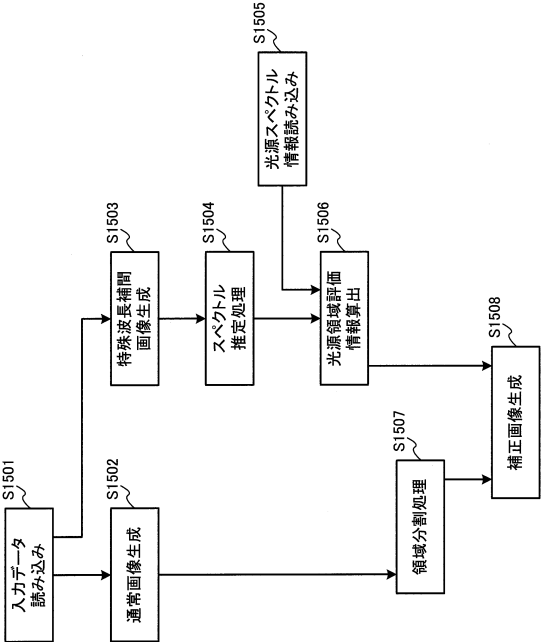 S1501
入力データ
読み込み
S1502
通常画像生成
S1503
特殊波長補間
画像生成
S1504
スペクトル
推定処理
S1505
光源スペクトル
情報読み込み
S1506
光源領域評価
情報算出
S1507
領域分割処理
S1508
補正画像生成